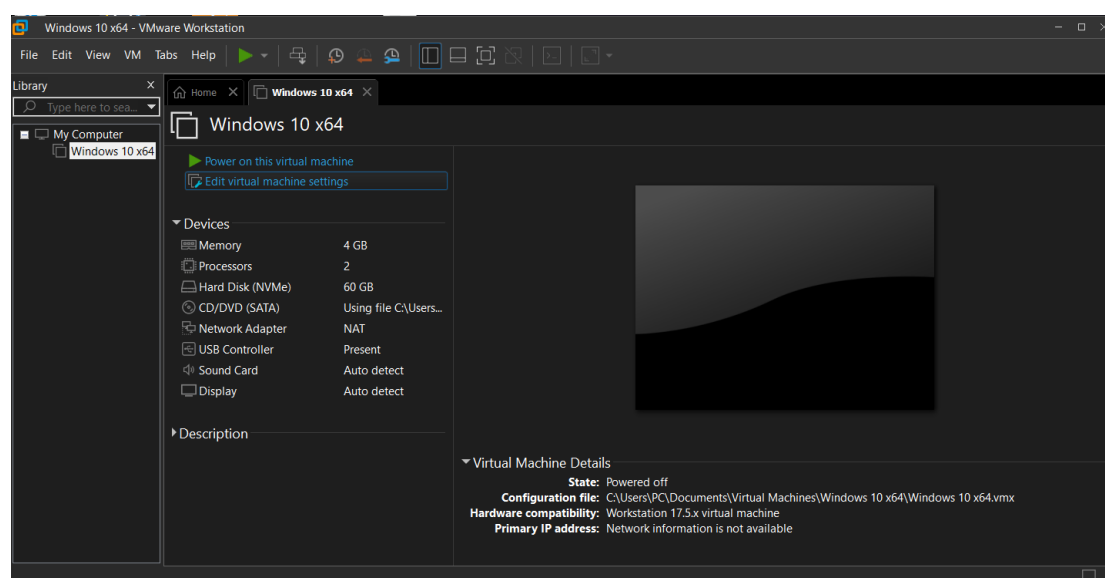 Windows 10 x64 - VMware Workstation
File Edit View VM Tabs Help
Library X
Type here to sea...
My Computer
Windows 10 x64
Home Windows 10 x64
Windows 10 x64
Power on this virtual machine
Edit virtual machine settings
Devices
Memory 4 GB
Processors 2
Hard Disk (NVMe) 60 GB
CD/DVD (SATA) Using file C:\Users...
Network Adapter NAT
USB Controller Present
Sound Card Auto detect
Display Auto detect
Description
Virtual Machine Details
State: Powered off
Configuration file: C:\Users\PC\Documents\Virtual Machines\Windows 10 x64\Windows 10 x64.vmx
Hardware compatibility: Workstation 17.5.x virtual machine
Primary IP address: Network information is not available